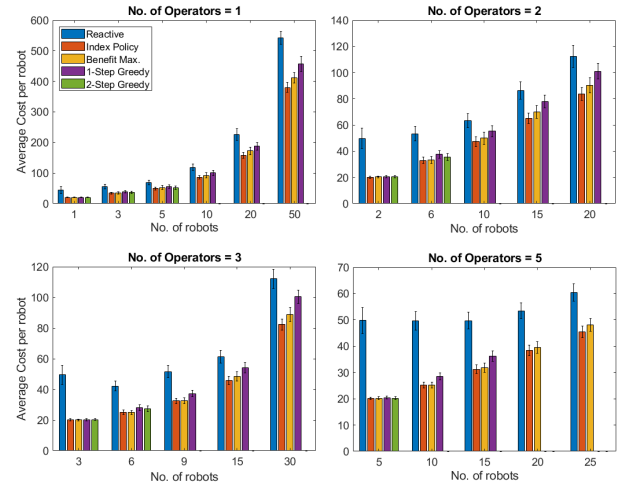 No. of Operators = 1
Average Cost per robot
600
500
400
300
200
100
0
Reactive
Index Policy
Benefit Max.
1-Step Greedy
2-Step Greedy
1 3 5 10 20 50
No. of robots
No. of Operators = 2
140
120
100
80
60
40
20
0
2 6 10 15 20
No. of robots
No. of Operators = 3
Average Cost per robot
120
100
80
60
40
20
0
3 6 9 15 30
No. of robots
No. of Operators = 5
70
60
50
40
30
20
10
0
5 10 15 20 25
No. of robots